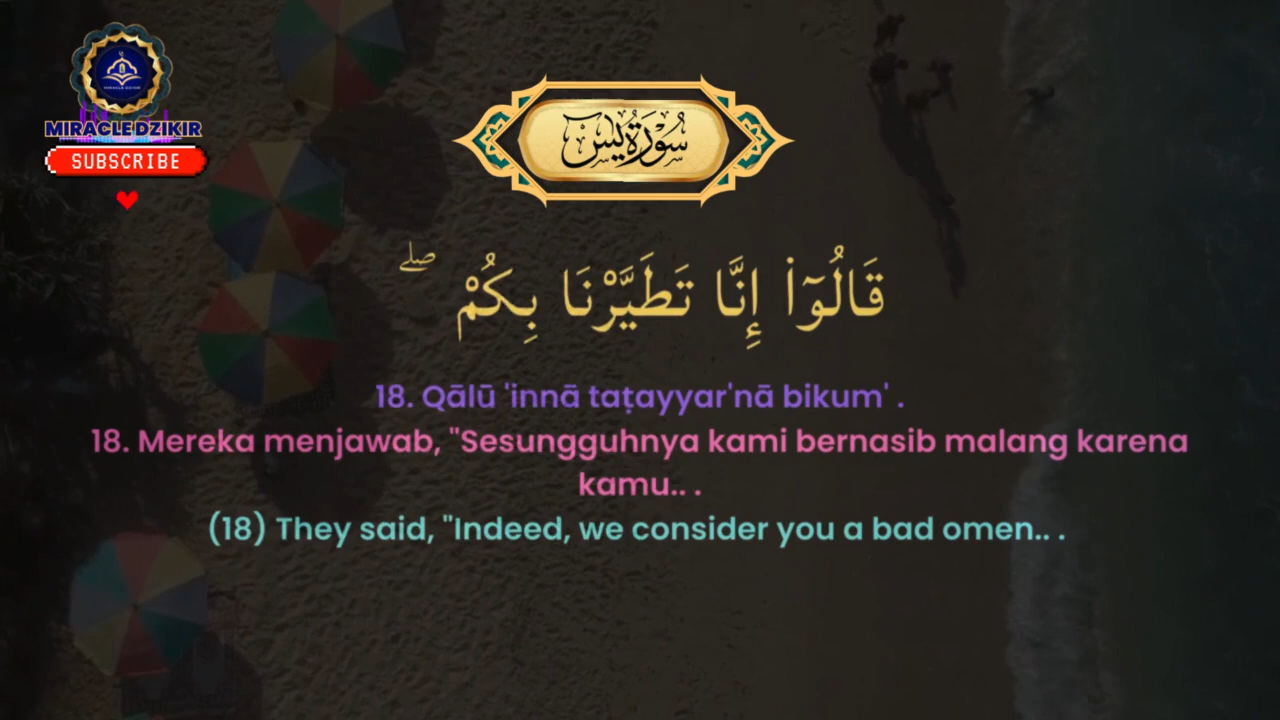 MIRACLE DZIKIR
MIRACLEDZIKIR
SUBSCRIBE
سُوْرَةُ يٰسٓ
قَالُوٓا۟ إِنَّا تَطَيَّرْنَا بِكُمْ ۖ
18. Qālū 'innā taṭayyar'nā bikum' .
18. Mereka menjawab, "Sesungguhnya kami bernasib malang karena
kamu.. .
(18) They said, "Indeed, we consider you a bad omen.. .